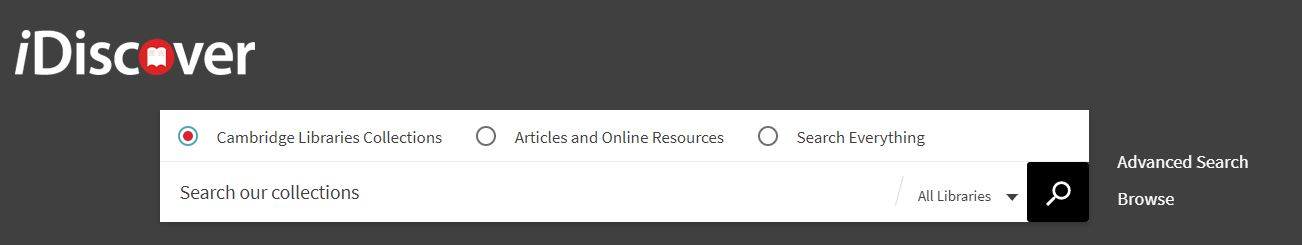 iDiscover
Cambridge Libraries Collections Articles and Online Resources Search Everything
Search our collections All Libraries
Advanced Search
Browse